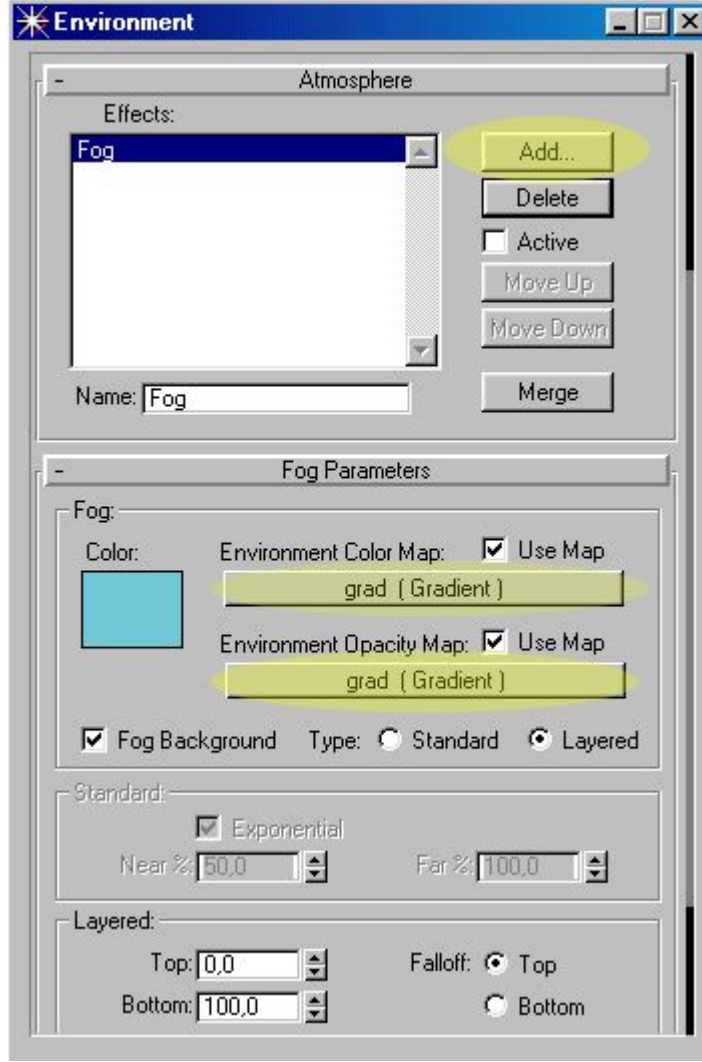 Environment
- Atmosphere
Effects:
Fog
Add...
Delete
Active
Move Up
Move Down
Name: Fog
Merge
- Fog Parameters
Fog:
Color:
Environment Color Map: Use Map
grad ( Gradient )
Environment Opacity Map: Use Map
grad ( Gradient )
Fog Background Type: Standard Layered
Standard:
Exponential
Near %: 50,0 Far %: 100,0
Layered:
Top: 0,0 Falloff: Top
Bottom: 100,0 Bottom